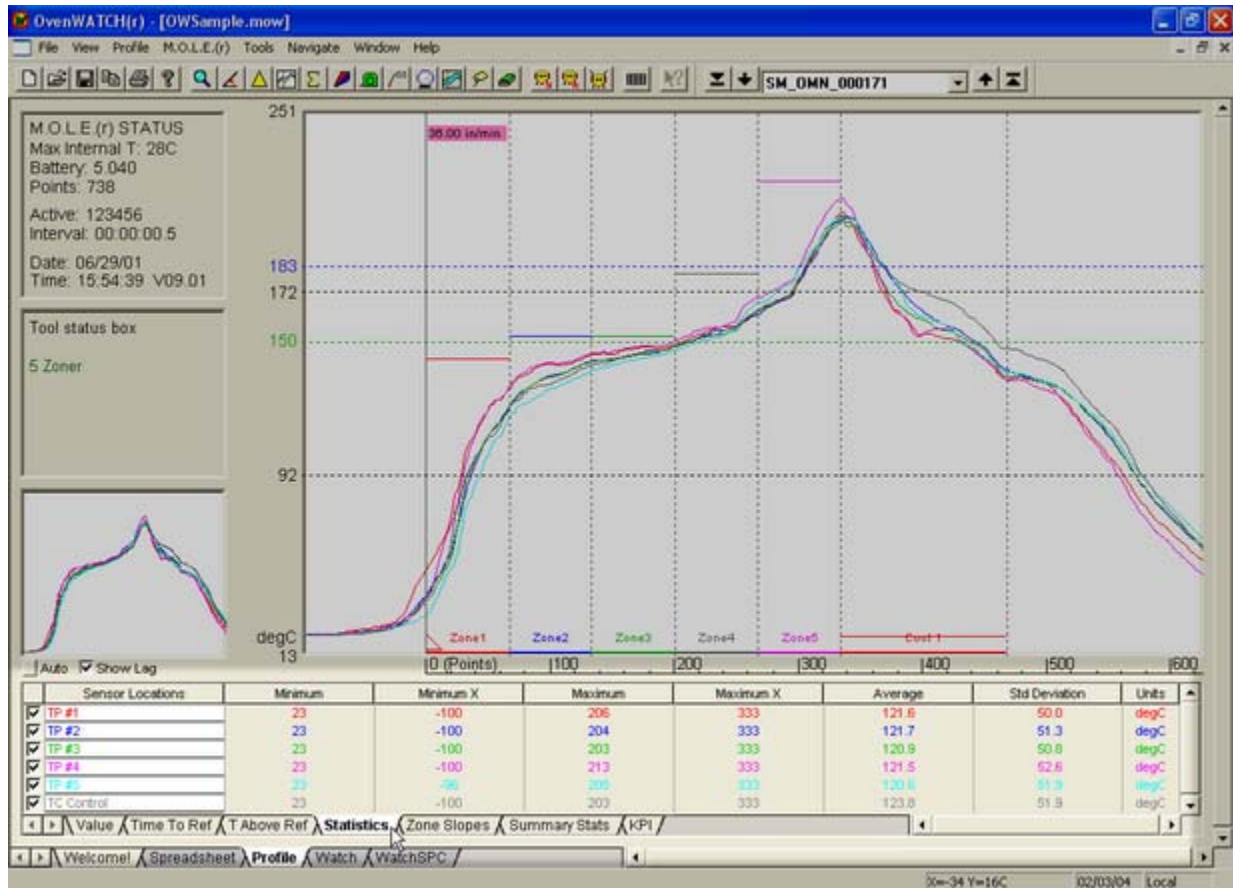 OvenWATCH(r) - [OWSample.mow]
File View Profile M.O.L.E.(r) Tools Navigate Window Help
SM_OMN_000171
M.O.L.E.(r) STATUS
Max Internal T: 28C
Battery: 5.040
Points: 738
Active: 123456
Interval: 00:00:00.5
Date: 06/29/01
Time: 15:54:39 V09.01
Tool status box
5 Zoner
251
36.00 in/min
183
172
150
92
degC
13
Zone1 Zone2 Zone3 Zone4 Zone5 Cust 1
Auto Show Lag
|0 (Points) |100 |200 |300 |400 |500 |600
Sensor Locations Minimum Minimum X Maximum Maximum X Average Std Deviation Units
TP #1 23 -100 206 333 121.6 50.0 degC
TP #2 23 -100 204 333 121.7 51.3 degC
TP #3 23 -100 203 333 120.9 50.8 degC
TP #4 23 -100 213 333 121.5 52.6 degC
TP #5 23 333 51.9 degC
TC Control 23 -100 203 333 123.8 51.9 degC
Value Time To Ref T Above Ref Statistics Zone Slopes Summary Stats KPI
Welcome! Spreadsheet Profile Watch WatchSPC
X=-34 Y=16C 02/03/04 Local